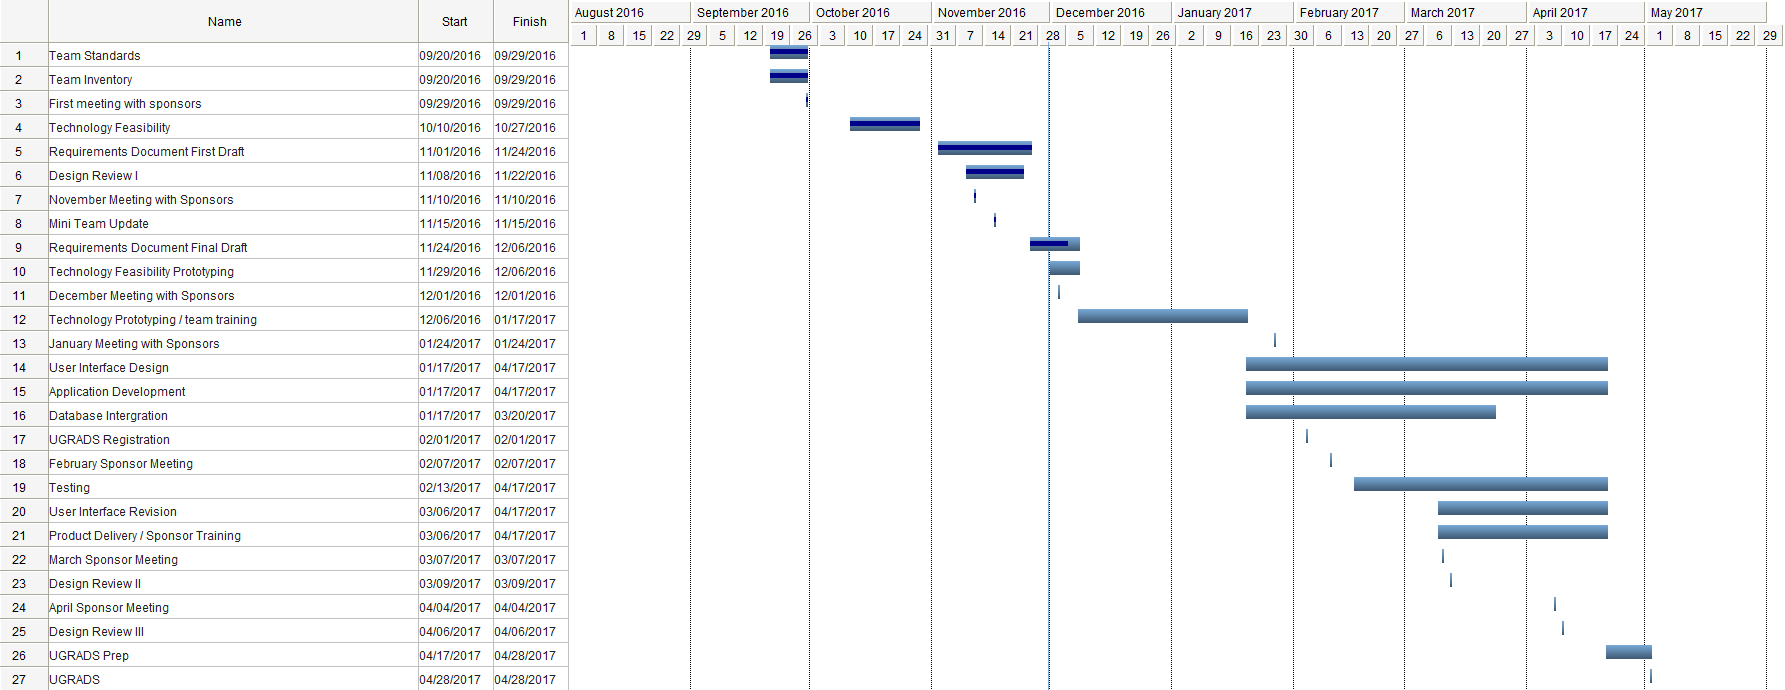 Name Start Finish August 2016 September 2016 October 2016 November 2016 December 2016 January 2017 February 2017 March 2017 April 2017 May 2017
1 8 15 22 29 5 12 19 26 3 10 17 24 31 7 14 21 28 5 12 19 26 2 9 16 23 30 6 13 20 27 6 13 20 27 3 10 17 24 1 8 15 22 29
1 Team Standards 09/20/2016 09/29/2016
2 Team Inventory 09/20/2016 09/29/2016
3 First meeting with sponsors 09/29/2016 09/29/2016
4 Technology Feasibility 10/10/2016 10/27/2016
5 Requirements Document First Draft 11/01/2016 11/24/2016
6 Design Review I 11/08/2016 11/22/2016
7 November Meeting with Sponsors 11/10/2016 11/10/2016
8 Mini Team Update 11/15/2016 11/15/2016
9 Requirements Document Final Draft 11/24/2016 12/06/2016
10 Technology Feasibility Prototyping 11/29/2016 12/06/2016
11 December Meeting with Sponsors 12/01/2016 12/01/2016
12 Technology Prototyping / team training 12/06/2016 01/17/2017
13 January Meeting with Sponsors 01/24/2017 01/24/2017
14 User Interface Design 01/17/2017 04/17/2017
15 Application Development 01/17/2017 04/17/2017
16 Database Intergration 01/17/2017 03/20/2017
17 UGRADS Registration 02/01/2017 02/01/2017
18 February Sponsor Meeting 02/07/2017 02/07/2017
19 Testing 02/13/2017 04/17/2017
20 User Interface Revision 03/06/2017 04/17/2017
21 Product Delivery / Sponsor Training 03/06/2017 04/17/2017
22 March Sponsor Meeting 03/07/2017 03/07/2017
23 Design Review II 03/09/2017 03/09/2017
24 April Sponsor Meeting 04/04/2017 04/04/2017
25 Design Review III 04/06/2017 04/06/2017
26 UGRADS Prep 04/17/2017 04/28/2017
27 UGRADS 04/28/2017 04/28/2017